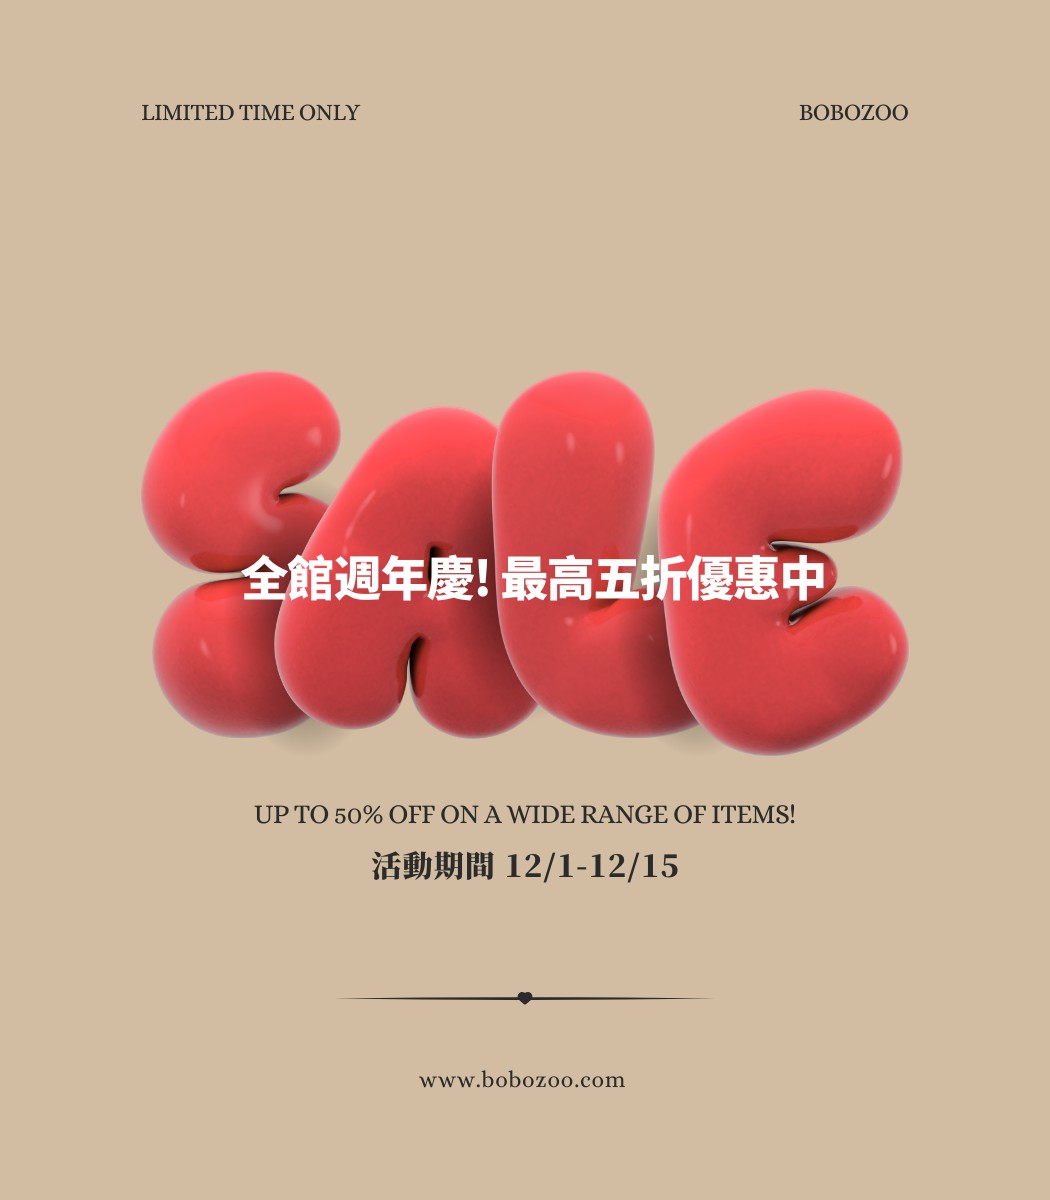 LIMITED TIME ONLY
BOBOZOO
SALE
全館週年慶! 最高五折優惠中
UP TO 50% OFF ON A WIDE RANGE OF ITEMS!
活動期間 12/1-12/15
www.bobozoo.com